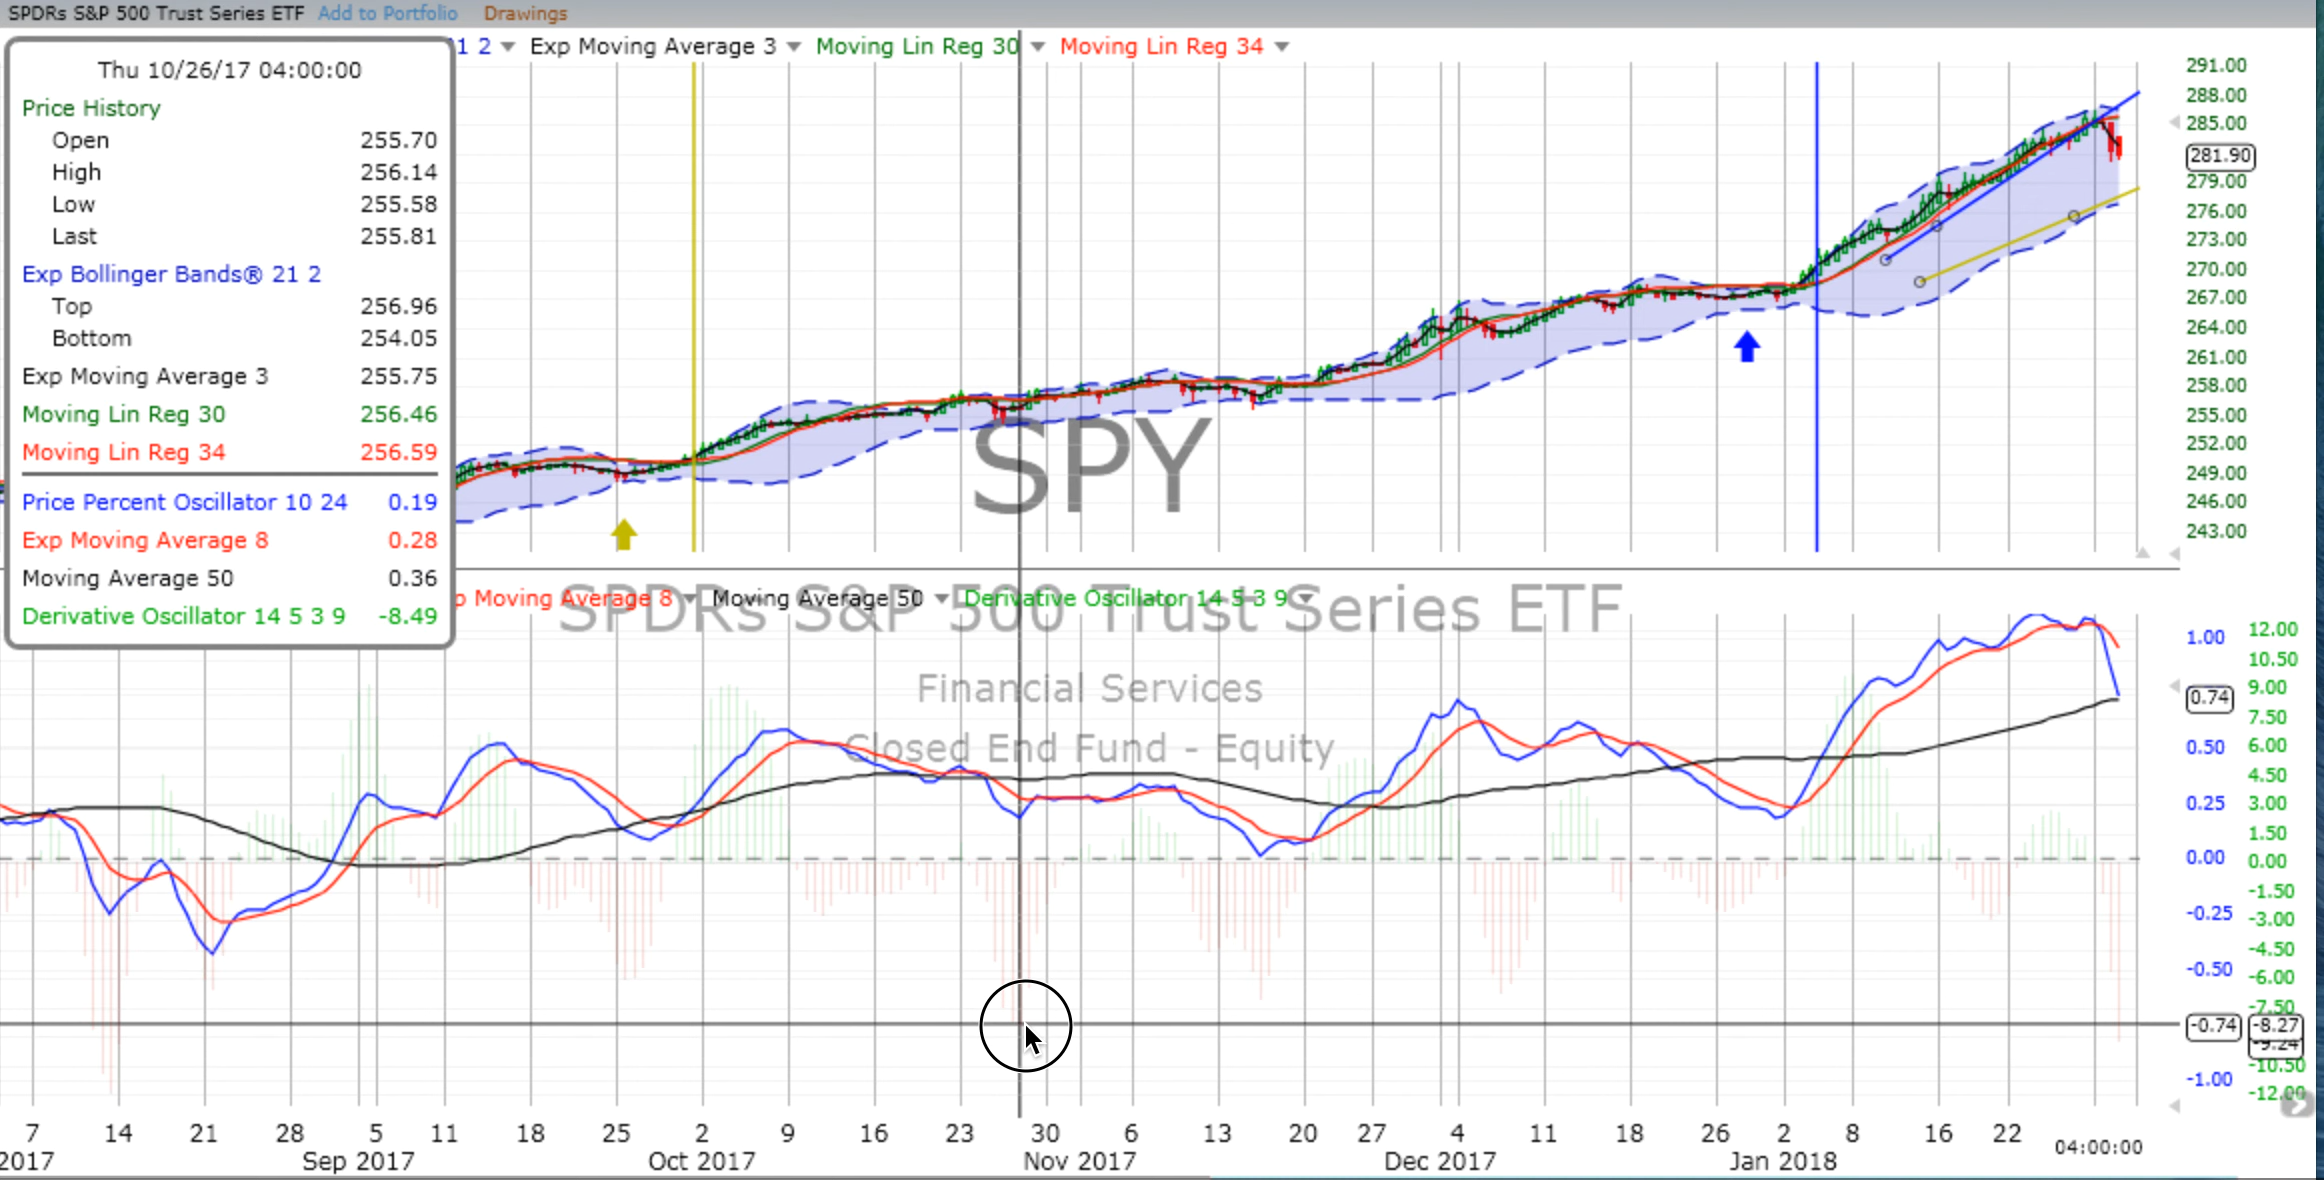 SPDRs S&P 500 Trust Series ETF Add to Portfolio Drawings
1 2 Exp Moving Average 3 Moving Lin Reg 30 Moving Lin Reg 34
Thu 10/26/17 04:00:00
Price History
Open 255.70
High 256.14
Low 255.58
Last 255.81
Exp Bollinger Bands® 21 2
Top 256.96
Bottom 254.05
Exp Moving Average 3 255.75
Moving Lin Reg 30 256.46
Moving Lin Reg 34 256.59
Price Percent Oscillator 10 24 0.19
Exp Moving Average 8 0.28
Moving Average 50 0.36
Derivative Oscillator 14 5 3 9 -8.49
291.00
288.00
285.00
281.90
279.00
276.00
273.00
270.00
267.00
264.00
261.00
258.00
255.00
252.00
249.00
246.00
243.00
SPY
p Moving Average 8 Moving Average 50 Derivative Oscillator 14 5 3 9
SPDRs S&P 500 Trust Series ETF
Financial Services
Closed End Fund - Equity
1.00
0.74
0.50
0.25
0.00
-0.25
-0.50
-0.74
-1.00
12.00
10.50
9.00
7.50
6.00
4.50
3.00
1.50
0.00
-1.50
-3.00
-4.50
-6.00
-7.50
-8.27
-9.24
-10.50
-12.00
7 14 21 28 5 11 18 25 2 9 16 23 30 6 13 20 27 4 11 18 26 2 8 16 22 04:00:00
2017 Sep 2017 Oct 2017 Nov 2017 Dec 2017 Jan 2018